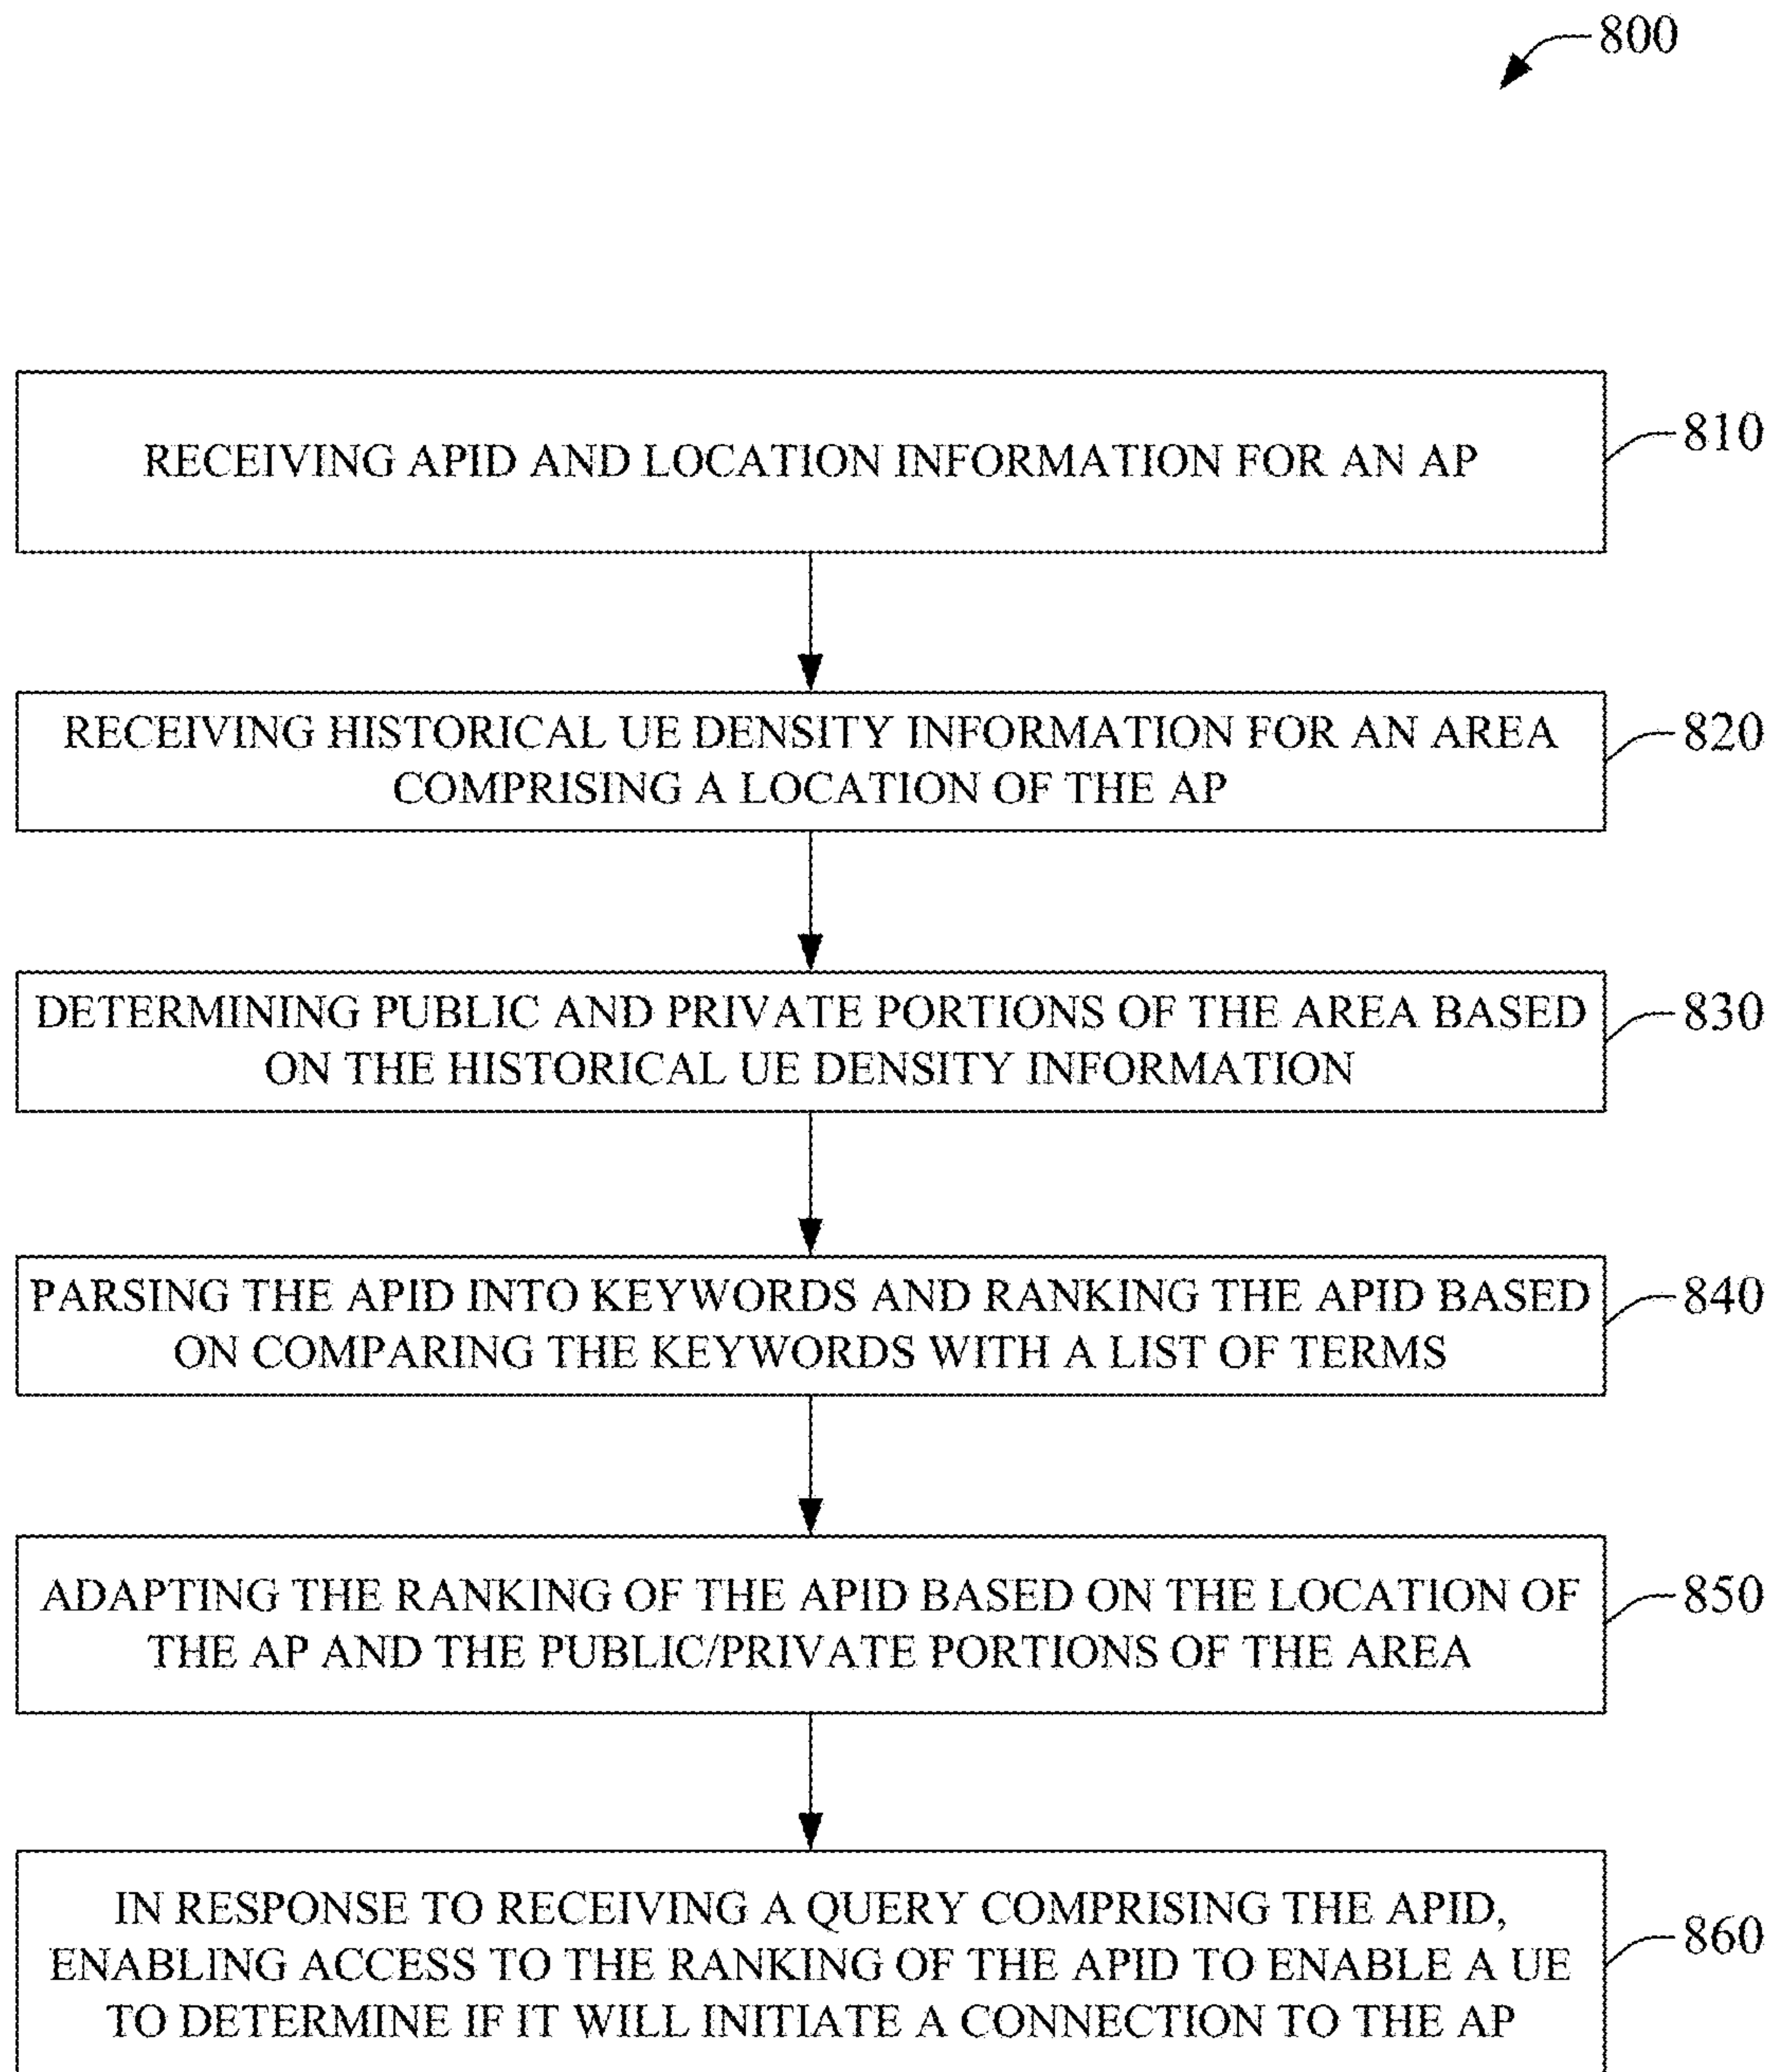 800
RECEIVING APID AND LOCATION INFORMATION FOR AN AP
810
RECEIVING HISTORICAL UE DENSITY INFORMATION FOR AN AREA
COMPRISING A LOCATION OF THE AP
820
DETERMINING PUBLIC AND PRIVATE PORTIONS OF THE AREA BASED
ON THE HISTORICAL UE DENSITY INFORMATION
830
PARSING THE APID INTO KEYWORDS AND RANKING THE APID BASED
ON COMPARING THE KEYWORDS WITH A LIST OF TERMS
840
ADAPTING THE RANKING OF THE APID BASED ON THE LOCATION OF
THE AP AND THE PUBLIC/PRIVATE PORTIONS OF THE AREA
850
IN RESPONSE TO RECEIVING A QUERY COMPRISING THE APID,
ENABLING ACCESS TO THE RANKING OF THE APID TO ENABLE A UE
TO DETERMINE IF IT WILL INITIATE A CONNECTION TO THE AP
860